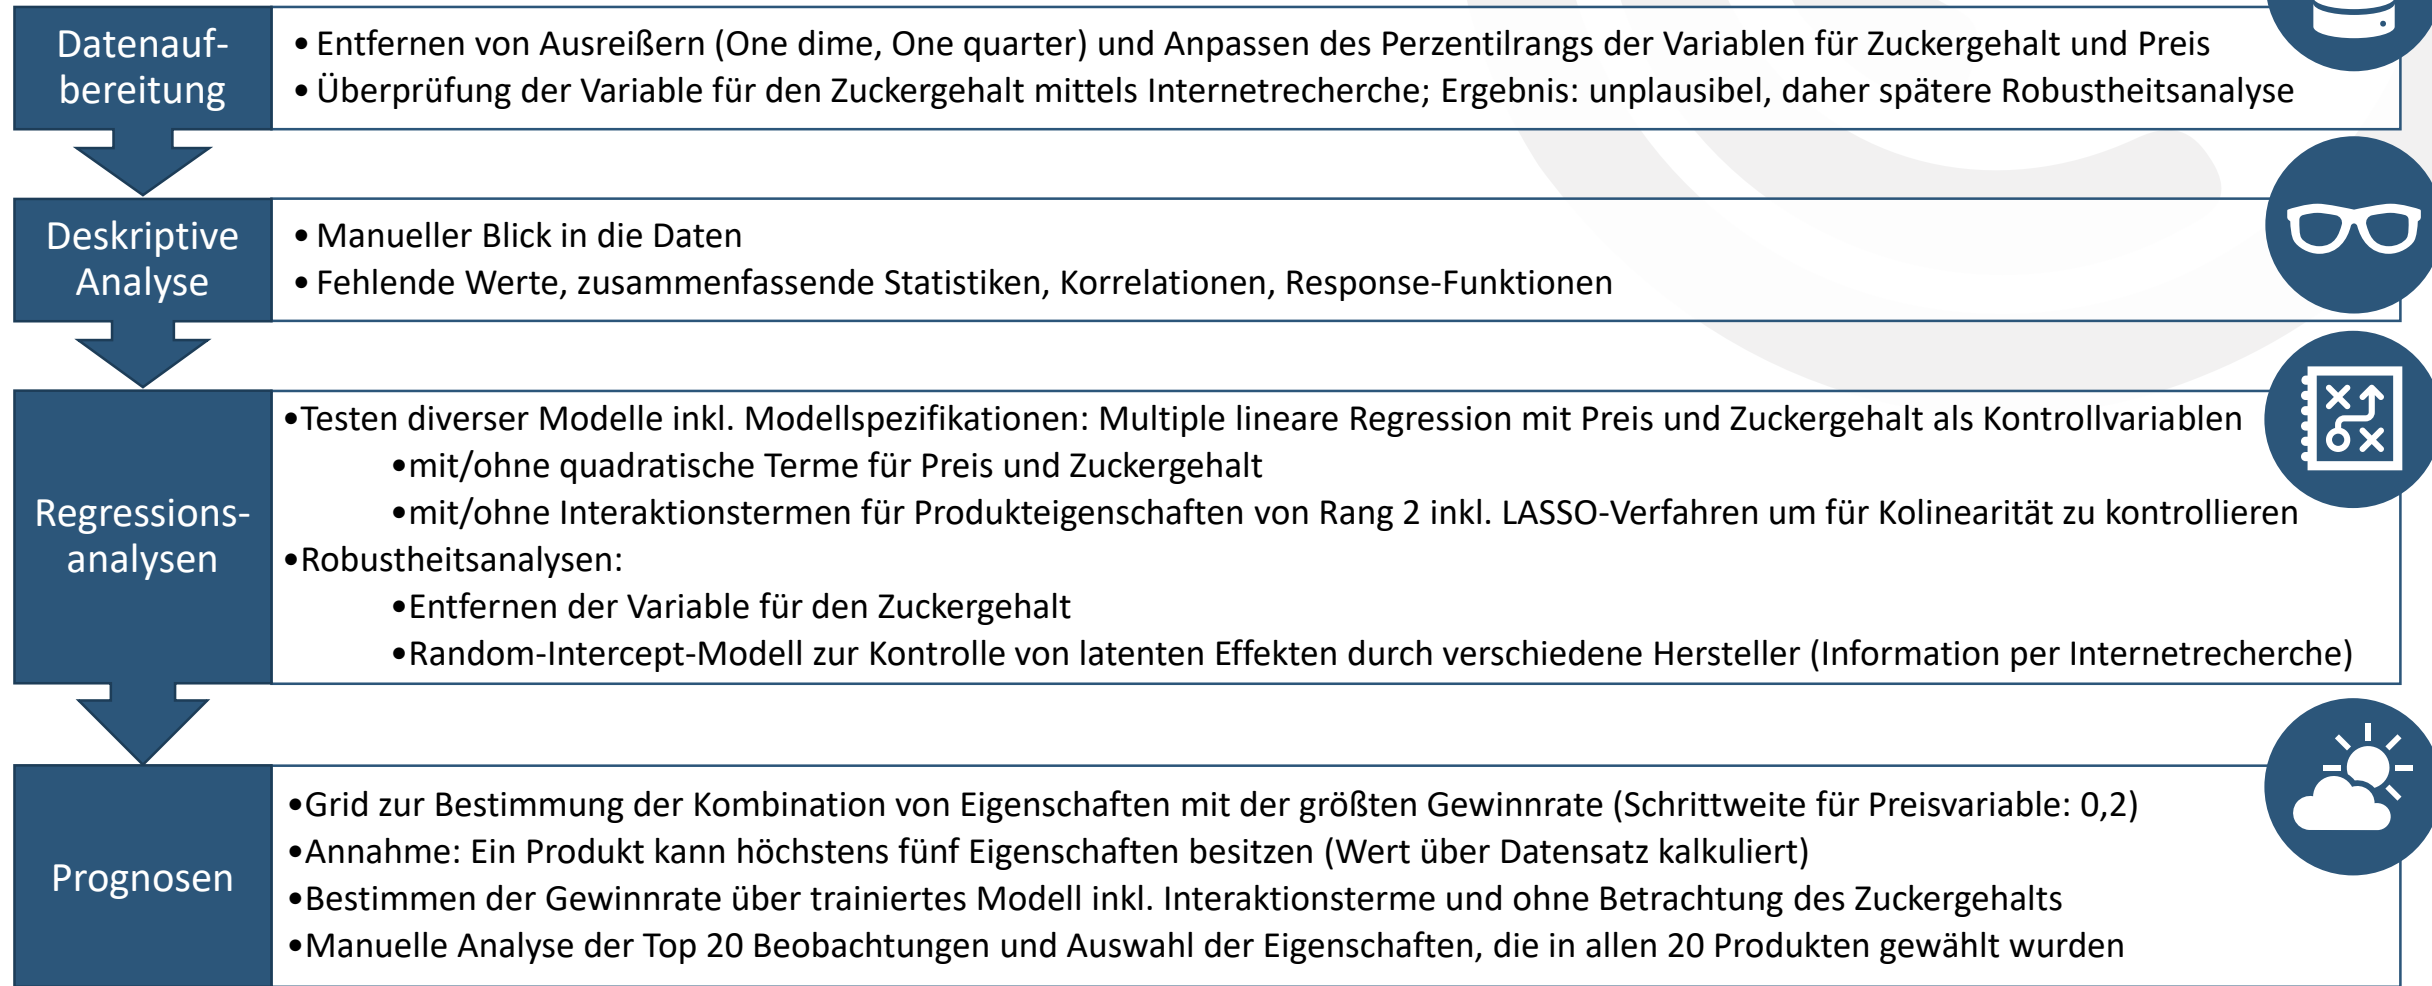 Datenauf-
bereitung
• Entfernen von Ausreißern (One dime, One quarter) und Anpassen des Perzentilrangs der Variablen für Zuckergehalt und Preis
• Überprüfung der Variable für den Zuckergehalt mittels Internetrecherche; Ergebnis: unplausibel, daher spätere Robustheitsanalyse
Deskriptive
Analyse
• Manueller Blick in die Daten
• Fehlende Werte, zusammenfassende Statistiken, Korrelationen, Response-Funktionen
Regressions-
analysen
•Testen diverser Modelle inkl. Modellspezifikationen: Multiple lineare Regression mit Preis und Zuckergehalt als Kontrollvariablen
•mit/ohne quadratische Terme für Preis und Zuckergehalt
•mit/ohne Interaktionstermen für Produkteigenschaften von Rang 2 inkl. LASSO-Verfahren um für Kolinearität zu kontrollieren
•Robustheitsanalysen:
•Entfernen der Variable für den Zuckergehalt
•Random-Intercept-Modell zur Kontrolle von latenten Effekten durch verschiedene Hersteller (Information per Internetrecherche)
Prognosen
•Grid zur Bestimmung der Kombination von Eigenschaften mit der größten Gewinnrate (Schrittweite für Preisvariable: 0,2)
•Annahme: Ein Produkt kann höchstens fünf Eigenschaften besitzen (Wert über Datensatz kalkuliert)
•Bestimmen der Gewinnrate über trainiertes Modell inkl. Interaktionsterme und ohne Betrachtung des Zuckergehalts
•Manuelle Analyse der Top 20 Beobachtungen und Auswahl der Eigenschaften, die in allen 20 Produkten gewählt wurden